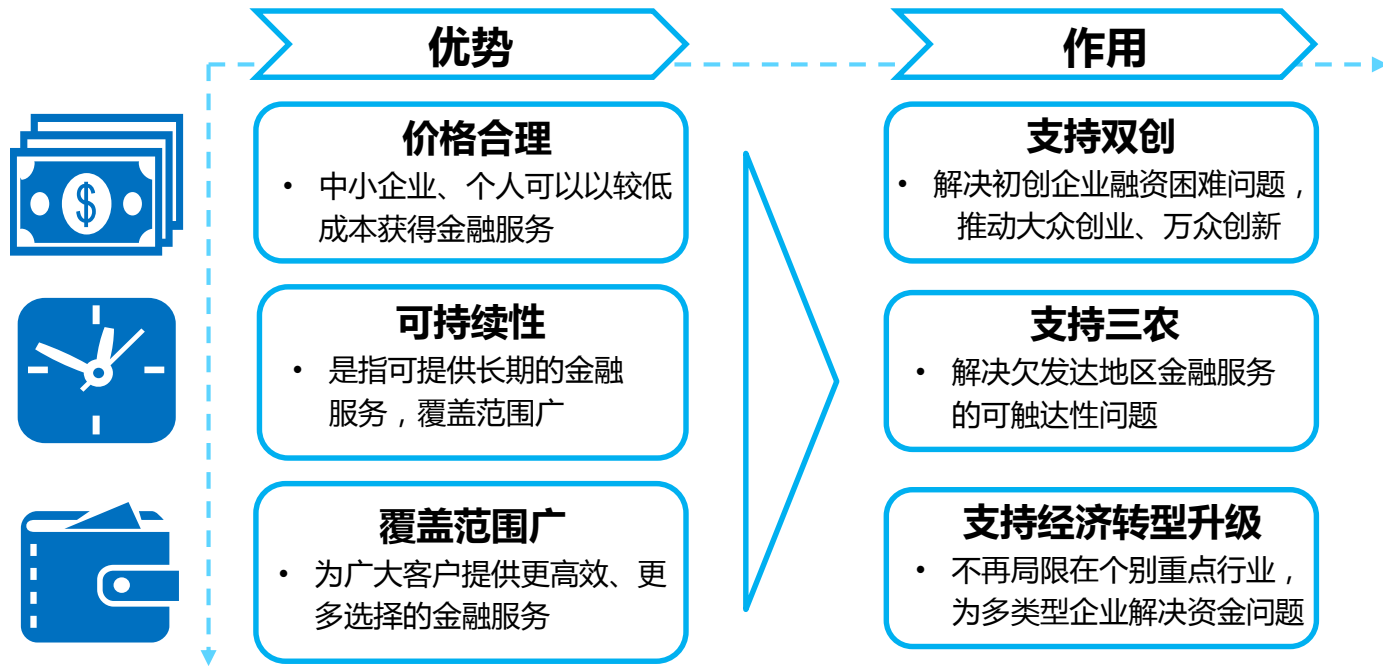 优势
作用
价格合理
• 中小企业、个人可以以较低
成本获得金融服务
支持双创
• 解决初创企业融资困难问题，
推动大众创业、万众创新
可持续性
• 是指可提供长期的金融
服务，覆盖范围广
支持三农
• 解决欠发达地区金融服务
的可触达性问题
覆盖范围广
• 为广大客户提供更高效、更
多选择的金融服务
支持经济转型升级
• 不再局限在个别重点行业，
为多类型企业解决资金问题
$